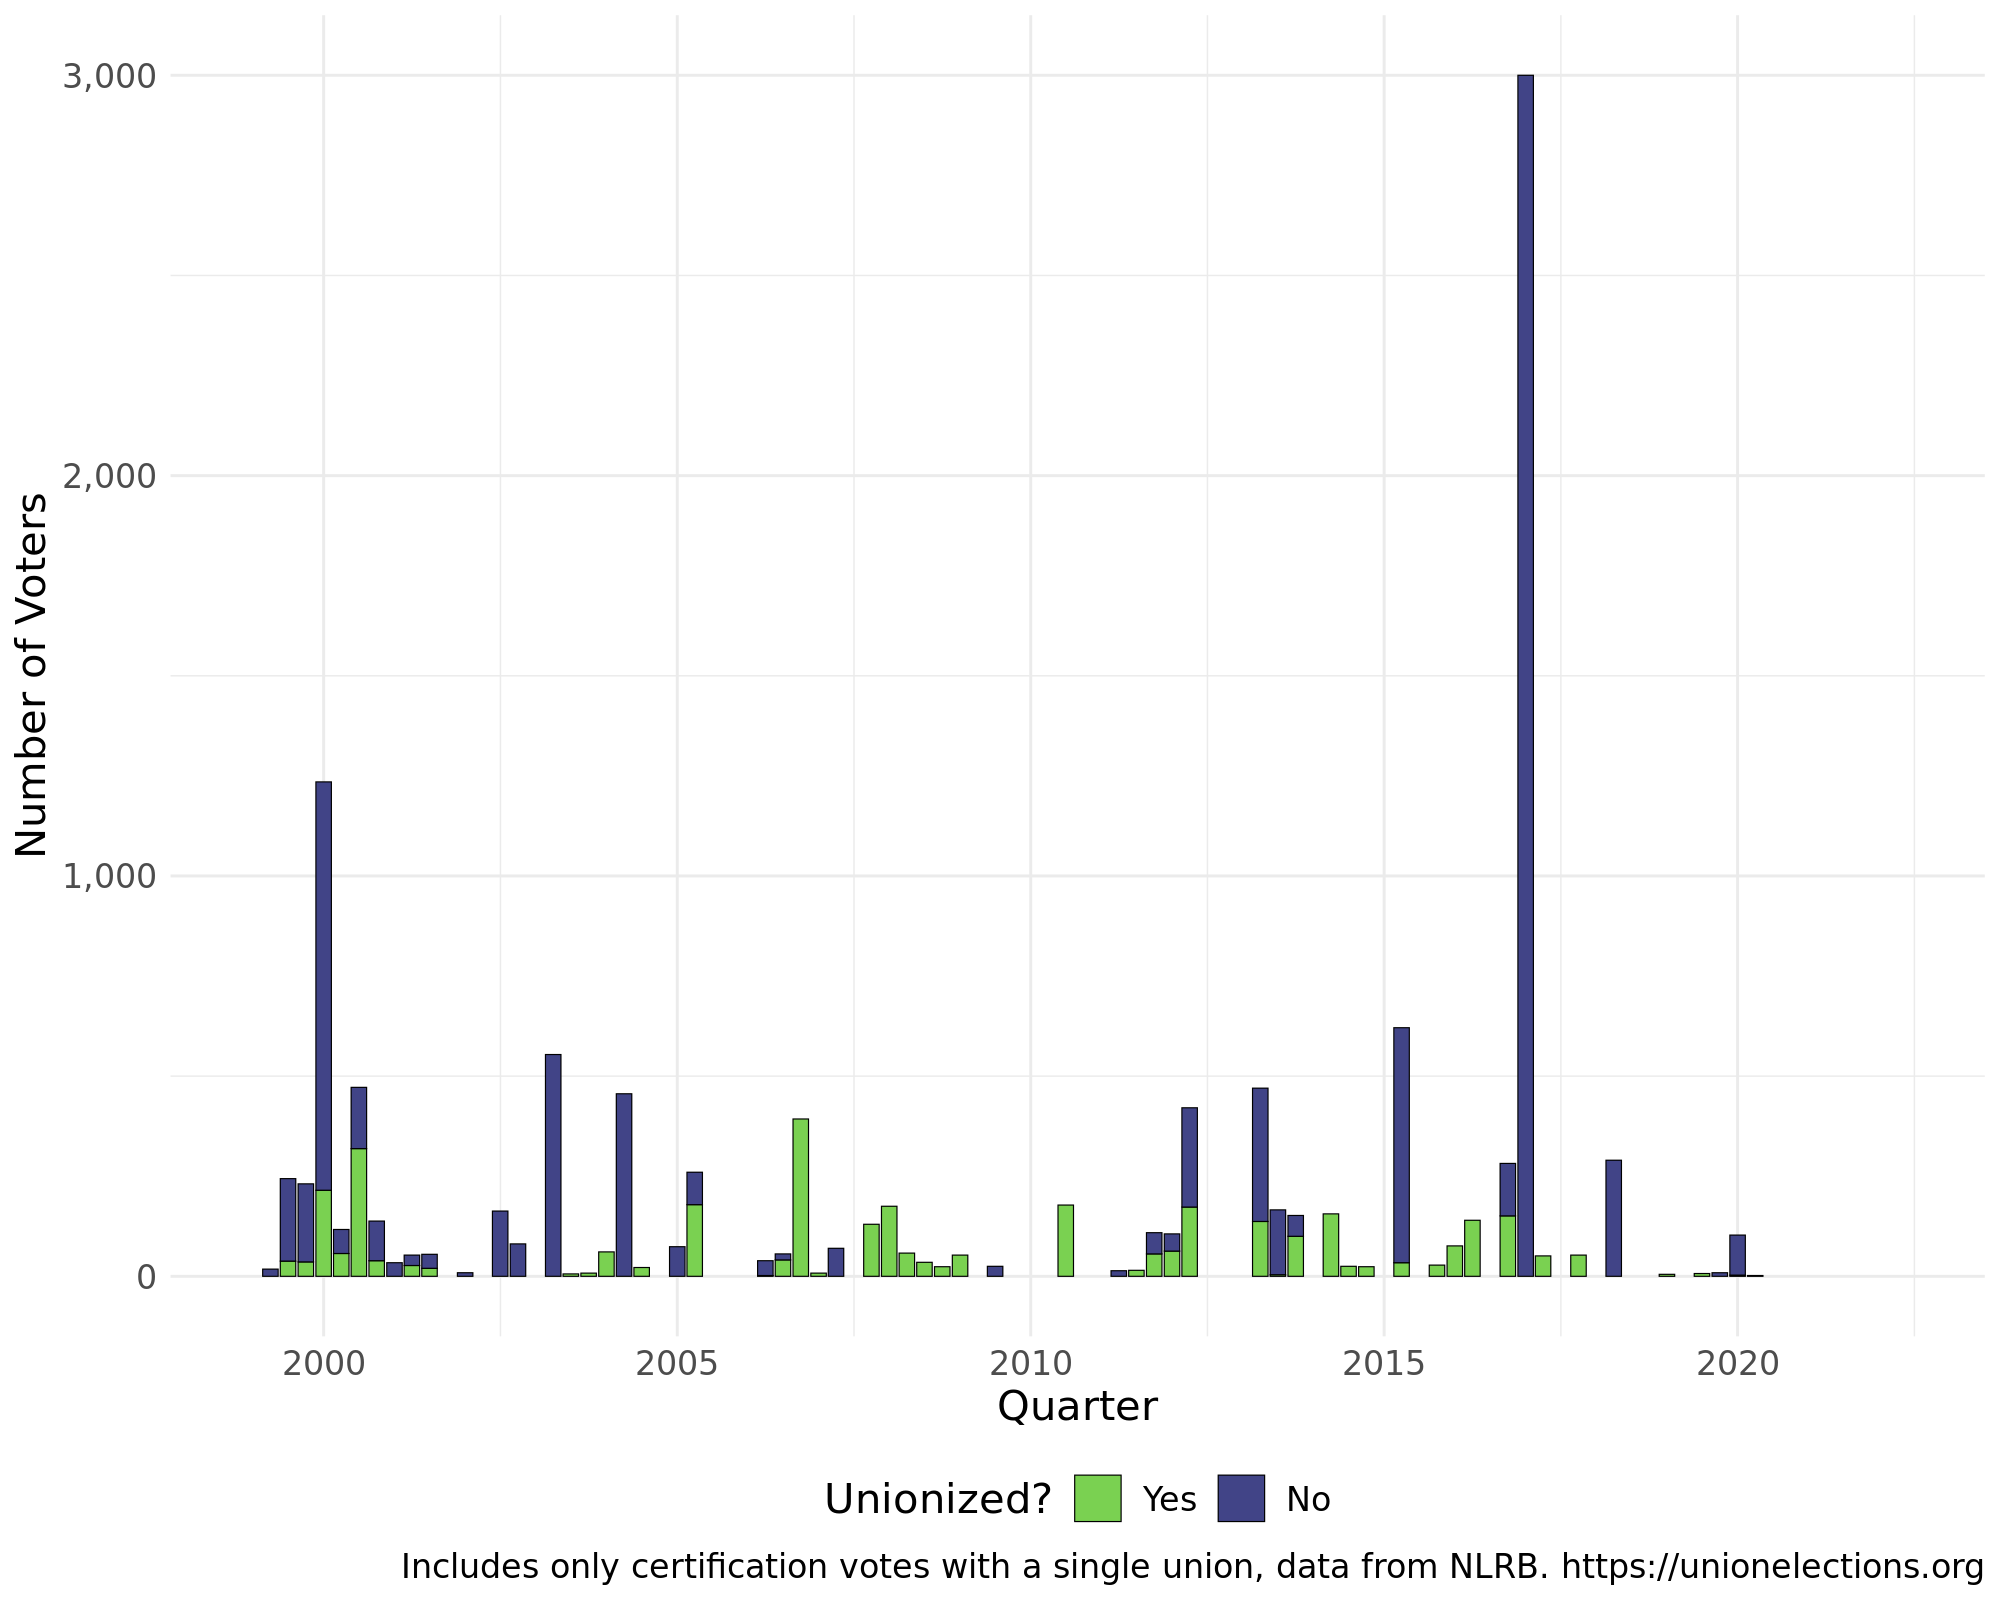 3,000
2,000
1,000
0
Number of Voters
2000 2005 2010 2015 2020
Quarter
Unionized? Yes No
Includes only certification votes with a single union, data from NLRB. https://unionelections.org